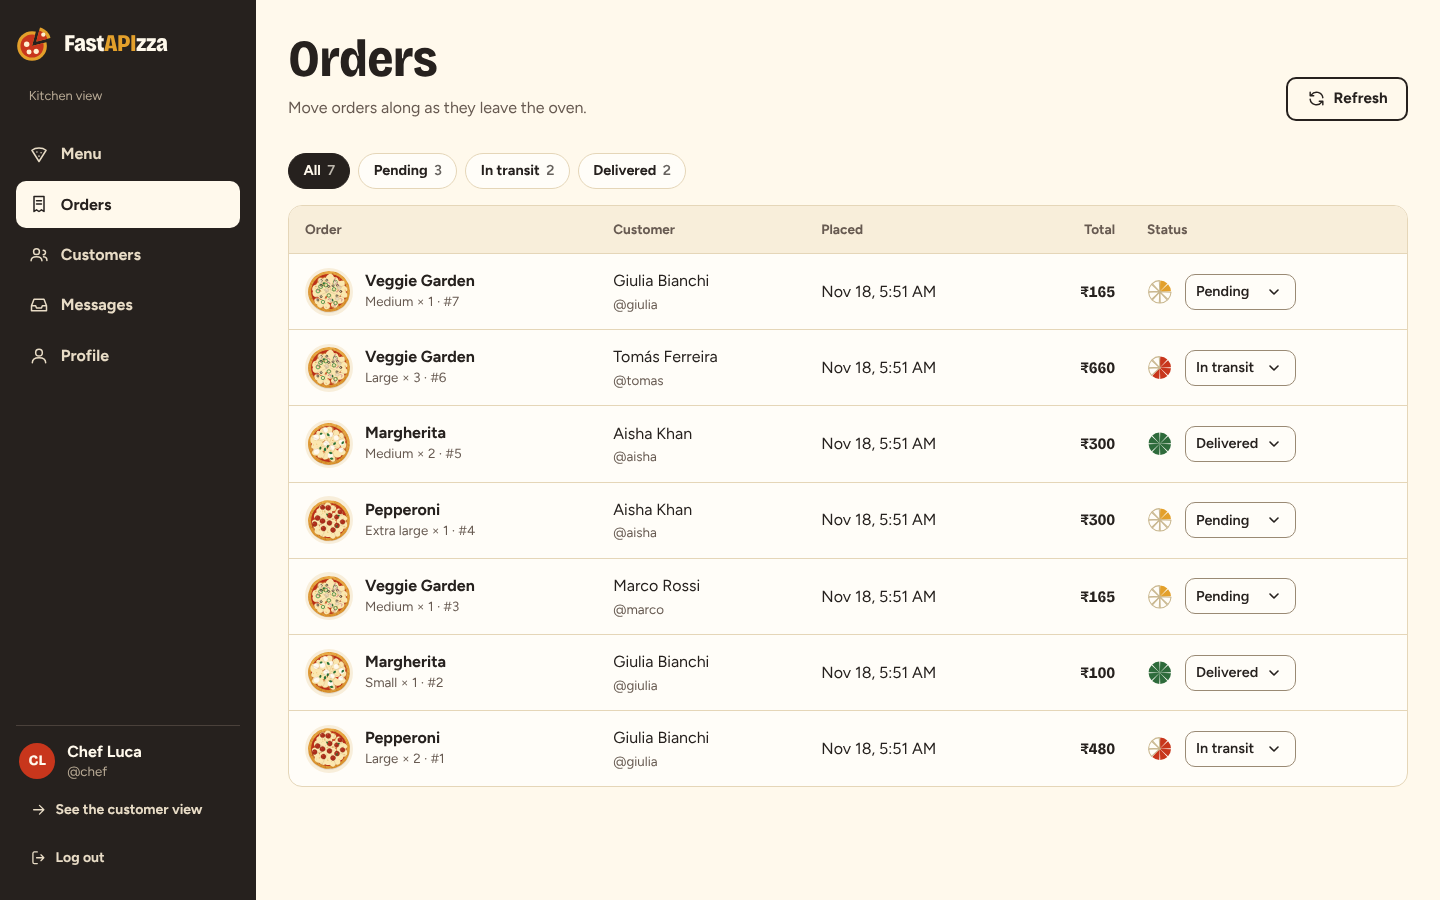 FastAPIzza
Kitchen view
Menu
Orders
Customers
Messages
Profile
Chef Luca
CL
@chef
See the customer view
Log out
Orders
Move orders along as they leave the oven.
Refresh
All 7 Pending 3 In transit 2 Delivered 2
Order Customer Placed Total Status
Veggie Garden Giulia Bianchi Nov 18, 5:51 AM ₹165 Pending
Medium × 1 · #7 @giulia
Veggie Garden Tomás Ferreira Nov 18, 5:51 AM ₹660 In transit
Large × 3 · #6 @tomas
Margherita Aisha Khan Nov 18, 5:51 AM ₹300 Delivered
Medium × 2 · #5 @aisha
Pepperoni Aisha Khan Nov 18, 5:51 AM ₹300 Pending
Extra large × 1 · #4 @aisha
Veggie Garden Marco Rossi Nov 18, 5:51 AM ₹165 Pending
Medium × 1 · #3 @marco
Margherita Giulia Bianchi Nov 18, 5:51 AM ₹100 Delivered
Small × 1 · #2 @giulia
Pepperoni Giulia Bianchi Nov 18, 5:51 AM ₹480 In transit
Large × 2 · #1 @giulia